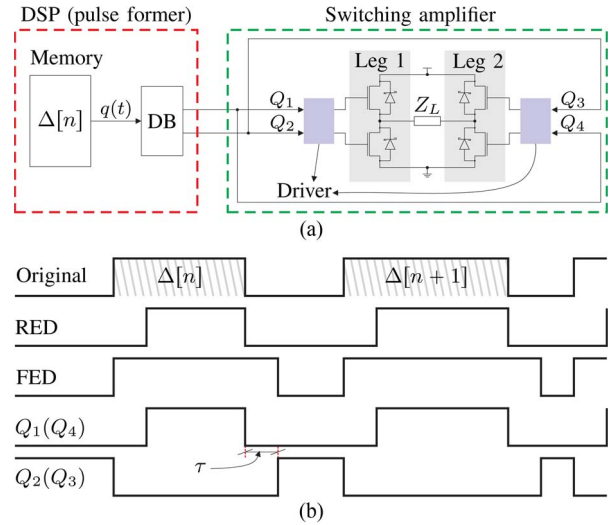 DSP (pulse former)
Switching amplifier
Memory
Δ[n]
q(t)
DB
Leg 1
Leg 2
Q₁
Q₂
Z_L
Q₃
Q₄
Driver
(a)
Original
Δ[n]
Δ[n + 1]
RED
FED
Q₁(Q₄)
τ
Q₂(Q₃)
(b)